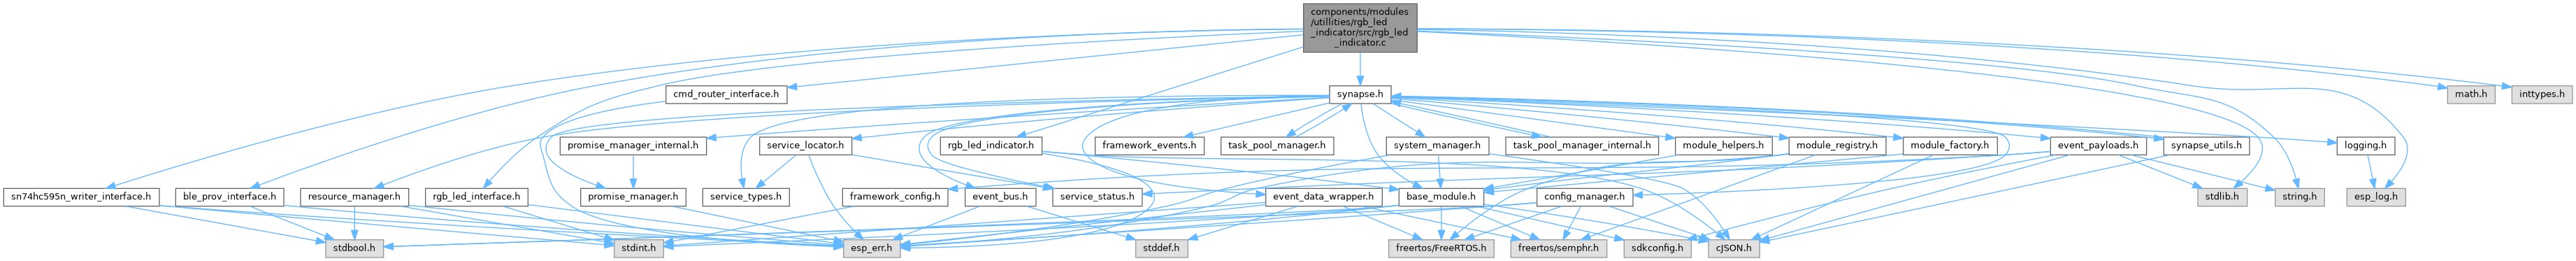 components/modules
/utillities/rgb_led
_indicator/src/rgb_led
_indicator.c
cmd_router_interface.h
synapse.h
math.h
inttypes.h
promise_manager_internal.h
service_locator.h
rgb_led_indicator.h
framework_events.h
task_pool_manager.h
system_manager.h
task_pool_manager_internal.h
module_helpers.h
module_registry.h
module_factory.h
event_payloads.h
synapse_utils.h
logging.h
sn74hc595n_writer_interface.h
ble_prov_interface.h
resource_manager.h
rgb_led_interface.h
promise_manager.h
service_types.h
framework_config.h
event_bus.h
service_status.h
event_data_wrapper.h
base_module.h
config_manager.h
stdlib.h
string.h
esp_log.h
stdbool.h
stdint.h
esp_err.h
stddef.h
freertos/FreeRTOS.h
freertos/semphr.h
sdkconfig.h
cJSON.h